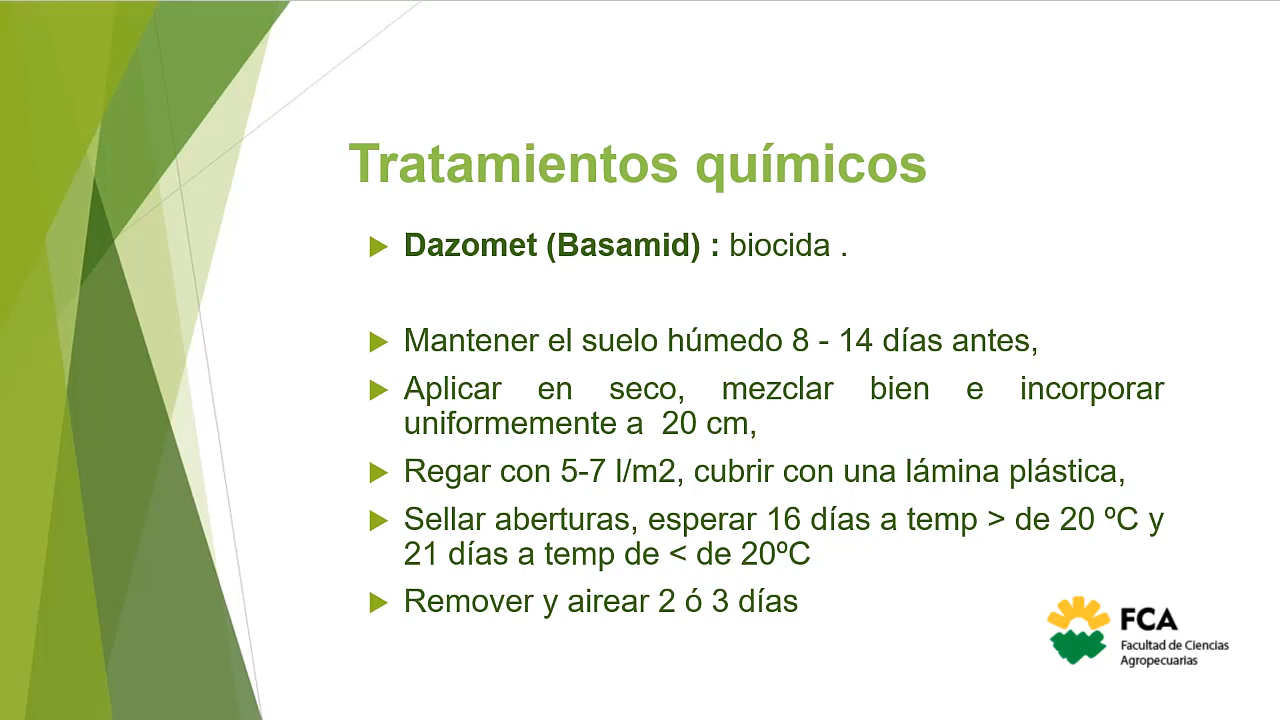 Tratamientos químicos
Dazomet (Basamid) : biocida .
Mantener el suelo húmedo 8 - 14 días antes,
Aplicar en seco, mezclar bien e incorporar
uniformemente a  20 cm,
Regar con 5-7 l/m2, cubrir con una lámina plástica,
Sellar aberturas, esperar 16 días a temp > de 20 ºC y
21 días a temp de < de 20ºC
Remover y airear 2 ó 3 días
FCA
Facultad de Ciencias
Agropecuarias